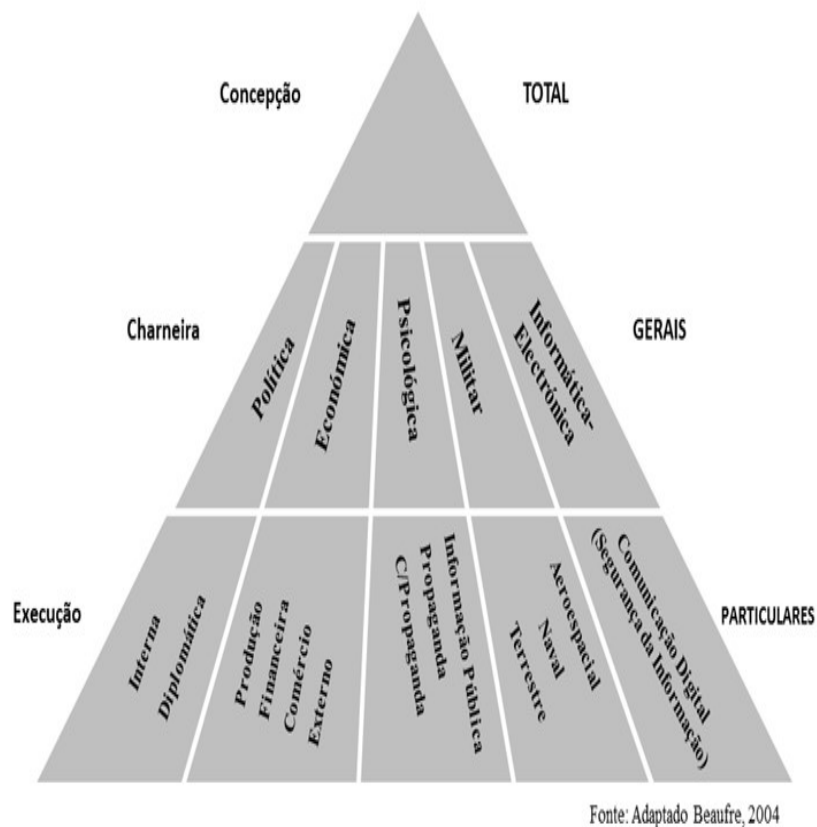 Concepção
TOTAL
Charneira
Política
Económica
Psicológica
Militar
Informática-
Electrónica
GERAIS
Execução
Interna
Diplomática
Produção
Financeira
Comércio
Externo
Informação Pública
Propaganda
C/Propaganda
Aeroespacial
Naval
Terrestre
Comunicação Digital
(Segurança da Informação)
PARTICULARES
Fonte: Adaptado Beaufre, 2004